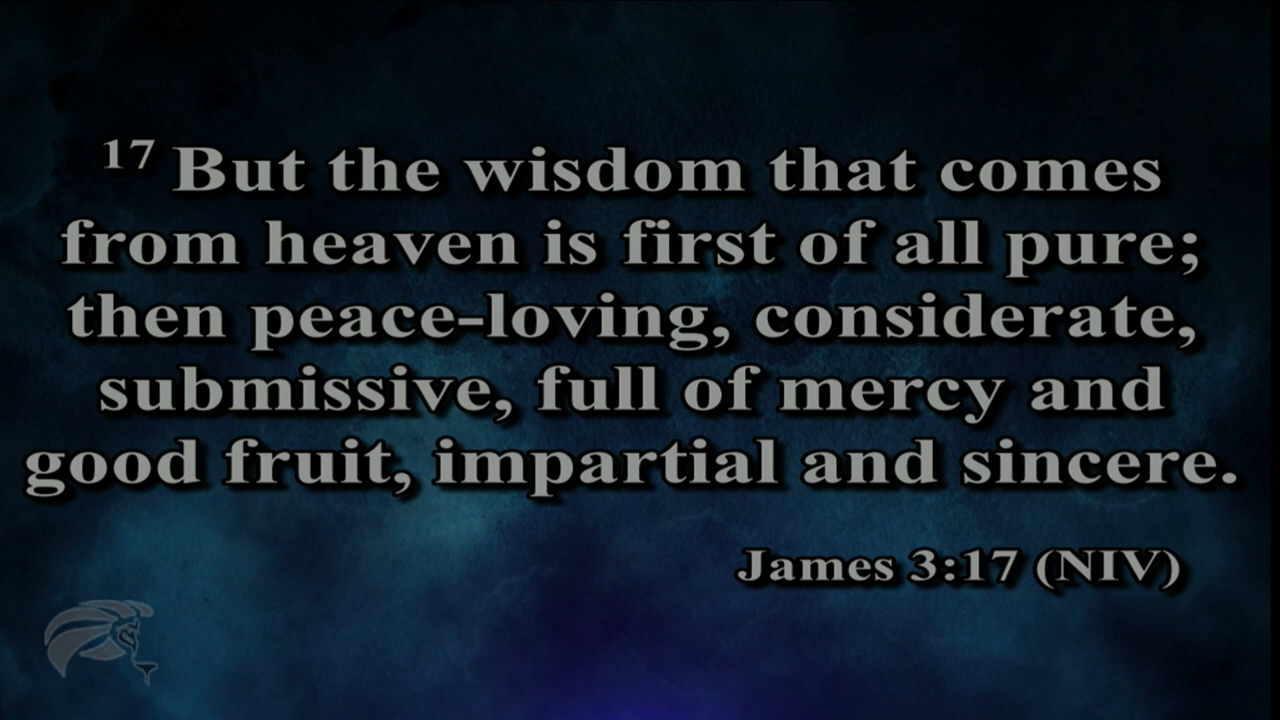 17 But the wisdom that comes
from heaven is first of all pure;
then peace-loving, considerate,
submissive, full of mercy and
good fruit, impartial and sincere.
James 3:17 (NIV)